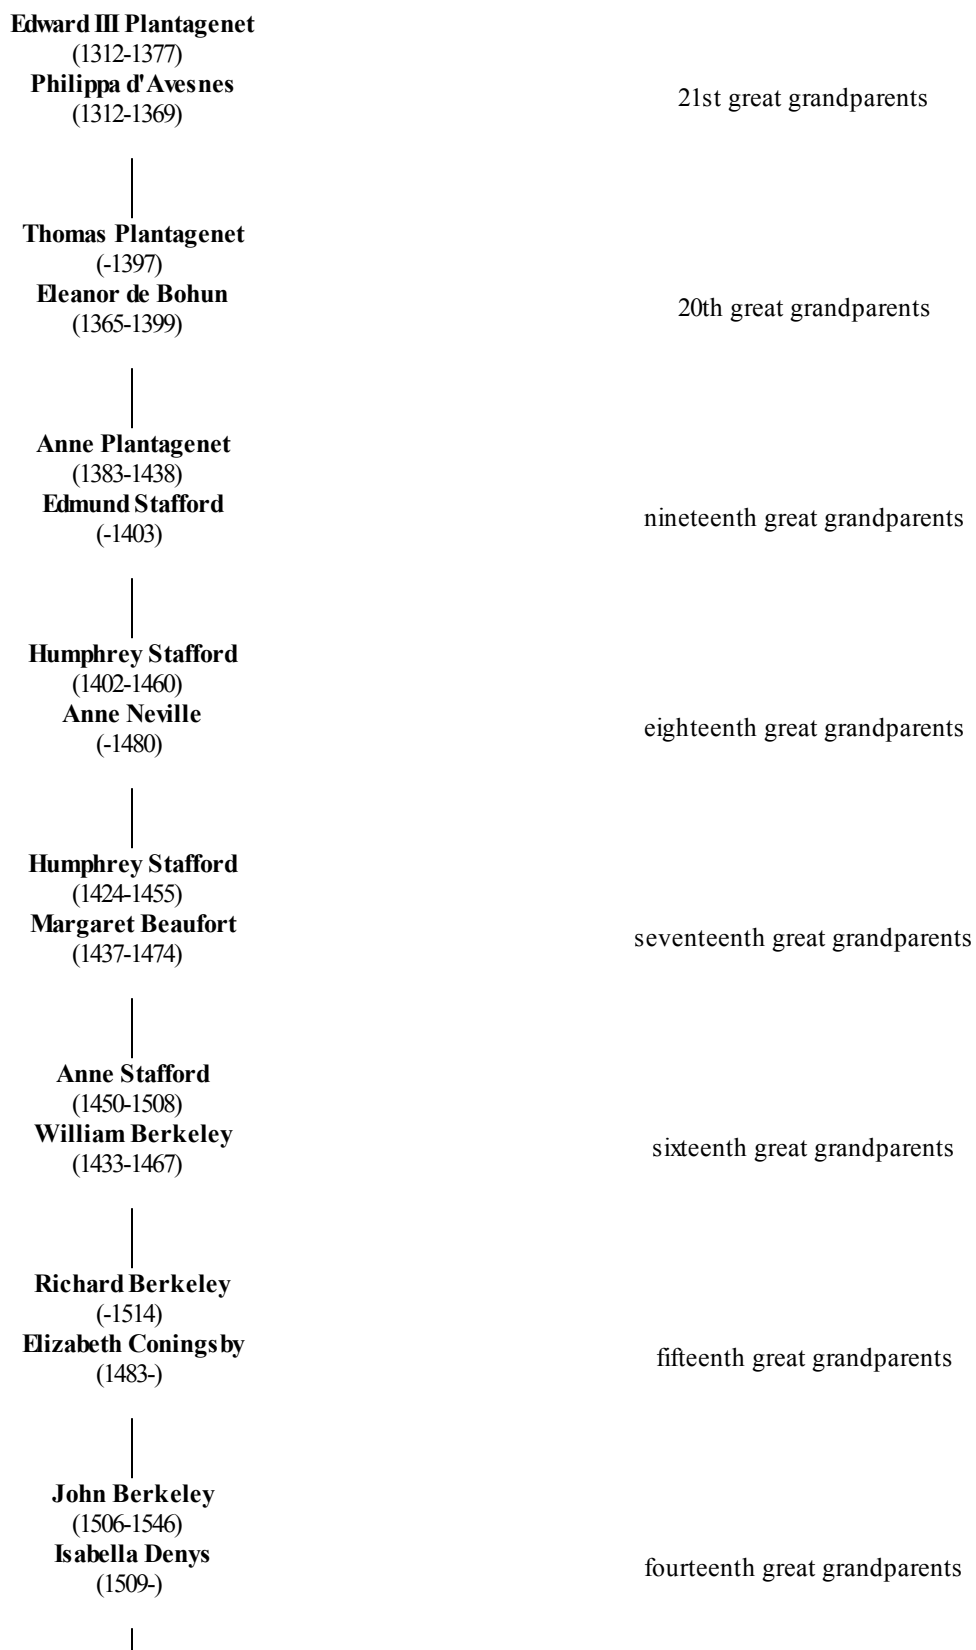 Edward III Plantagenet
(1312-1377)
Philippa d'Avesnes
(1312-1369)
21st great grandparents
Thomas Plantagenet
(-1397)
Eleanor de Bohun
(1365-1399)
20th great grandparents
Anne Plantagenet
(1383-1438)
Edmund Stafford
(-1403)
nineteenth great grandparents
Humphrey Stafford
(1402-1460)
Anne Neville
(-1480)
eighteenth great grandparents
Humphrey Stafford
(1424-1455)
Margaret Beaufort
(1437-1474)
seventeenth great grandparents
Anne Stafford
(1450-1508)
William Berkeley
(1433-1467)
sixteenth great grandparents
Richard Berkeley
(-1514)
Elizabeth Coningsby
(1483-)
fifteenth great grandparents
John Berkeley
(1506-1546)
Isabella Denys
(1509-)
fourteenth great grandparents